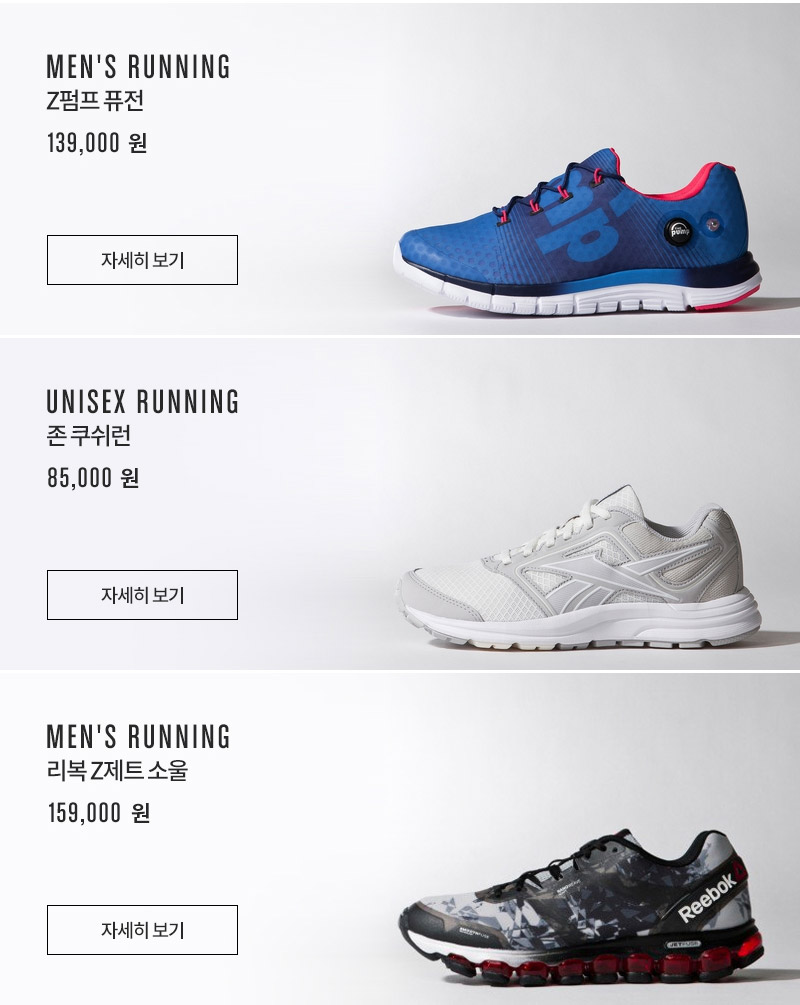 MEN'S RUNNING
Z펌프 퓨전
139,000 원
자세히 보기
pump
UNISEX RUNNING
존 쿠쉬런
85,000 원
자세히 보기
MEN'S RUNNING
리복 Z제트 소울
159,000 원
자세히 보기
Reebok
JETFUSE